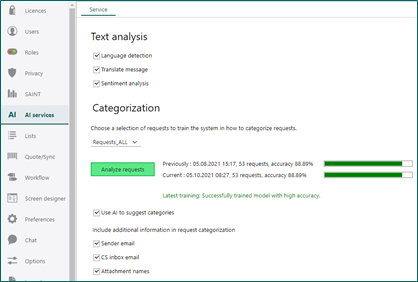 Licences
Users
Roles
Privacy
SAINT
AI AI services
Lists
Quote/Sync
Workflow
Screen designer
Preferences
Chat
Options
Service
Text analysis
Language detection
Translate message
Sentiment analysis
Categorization
Choose a selection of requests to train the system in how to categorize requests.
Requests_ALL
Analyze requests
Previously : 05.08.2021 15:17, 53 requests, accuracy 88.89%
Current : 05.10.2021 08:27, 53 requests, accuracy 88.89%
Latest training: Successfully trained model with high accuracy.
Use AI to suggest categories
Include additional information in request categorization
Sender email
CS inbox email
Attachment names